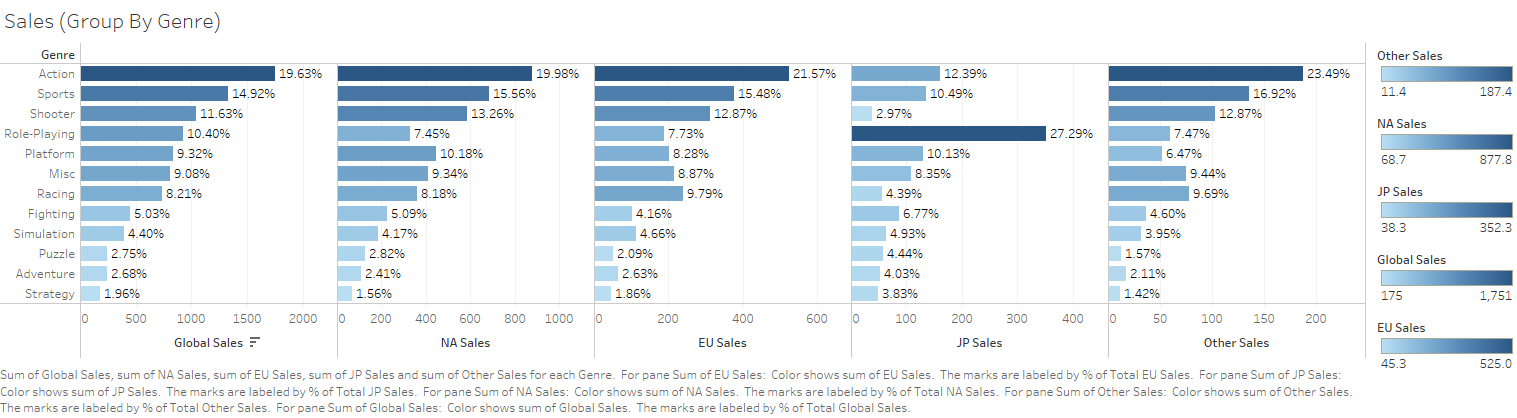 Sales (Group By Genre)
Genre
Action 19.63% 19.98% 21.57% 12.39% 23.49%
Sports 14.92% 15.56% 15.48% 10.49% 16.92%
Shooter 11.63% 13.26% 12.87% 2.97% 12.87%
Role-Playing 10.40% 7.45% 7.73% 27.29% 7.47%
Platform 9.32% 10.18% 8.28% 10.13% 6.47%
Misc 9.08% 9.34% 8.87% 8.35% 9.44%
Racing 8.21% 8.18% 9.79% 4.39% 9.69%
Fighting 5.03% 5.09% 4.16% 6.77% 4.60%
Simulation 4.40% 4.17% 4.66% 4.93% 3.95%
Puzzle 2.75% 2.82% 2.09% 4.44% 1.57%
Adventure 2.68% 2.41% 2.63% 4.03% 2.11%
Strategy 1.96% 1.56% 1.86% 3.83% 1.42%
0 500 1000 1500 2000 0 200 400 600 800 1000 0 200 400 600 0 100 200 300 400 0 50 100 150 200
Global Sales NA Sales EU Sales JP Sales Other Sales
Other Sales
11.4 187.4
NA Sales
68.7 877.8
JP Sales
38.3 352.3
Global Sales
175 1,751
EU Sales
45.3 525.0
Sum of Global Sales, sum of NA Sales, sum of EU Sales, sum of JP Sales and sum of Other Sales for each Genre. For pane Sum of EU Sales: Color shows sum of EU Sales. The marks are labeled by % of Total EU Sales. For pane Sum of JP Sales:
Color shows sum of JP Sales. The marks are labeled by % of Total JP Sales. For pane Sum of NA Sales: Color shows sum of NA Sales. The marks are labeled by % of Total NA Sales. For pane Sum of Other Sales: Color shows sum of Other Sales.
The marks are labeled by % of Total Other Sales. For pane Sum of Global Sales: Color shows sum of Global Sales. The marks are labeled by % of Total Global Sales.